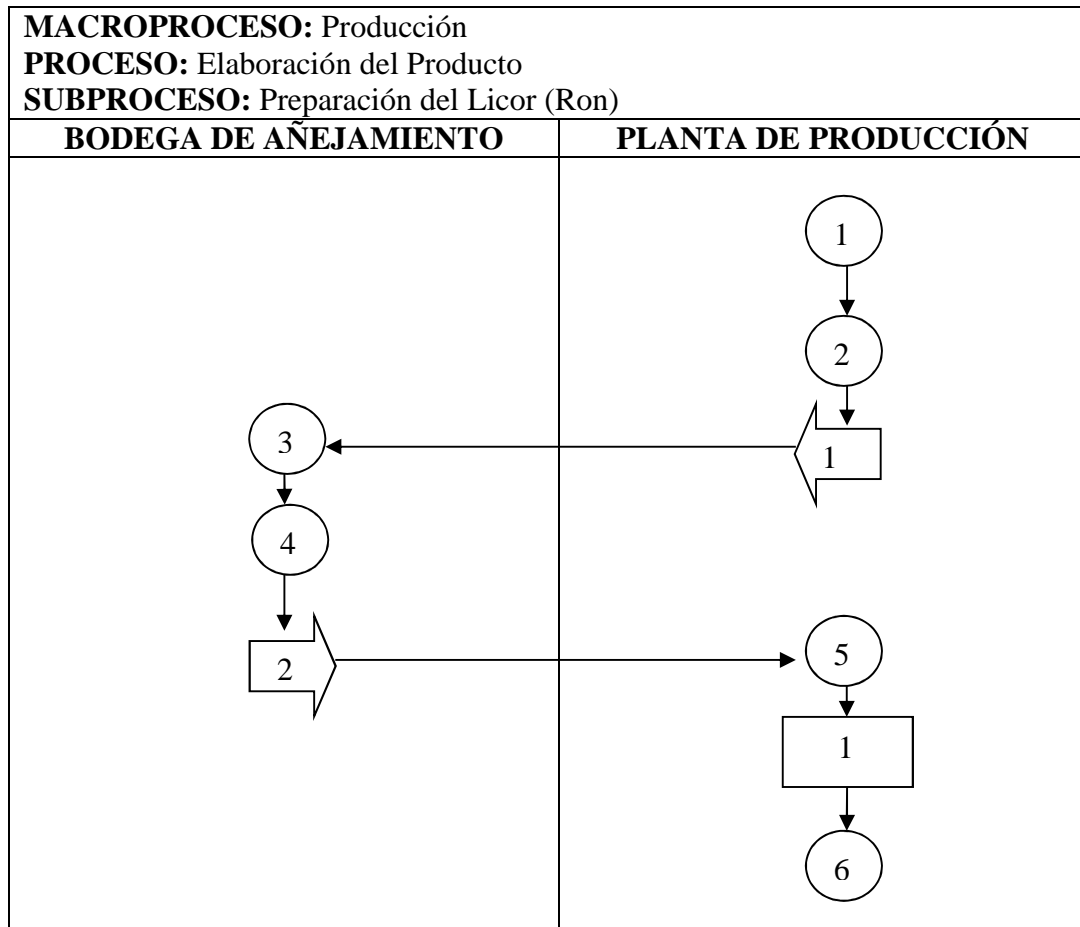 MACROPROCESO: Producción
PROCESO: Elaboración del Producto
SUBPROCESO: Preparación del Licor (Ron)
BODEGA DE AÑEJAMIENTO
PLANTA DE PRODUCCIÓN
1
2
1
3
4
2
5
1
6